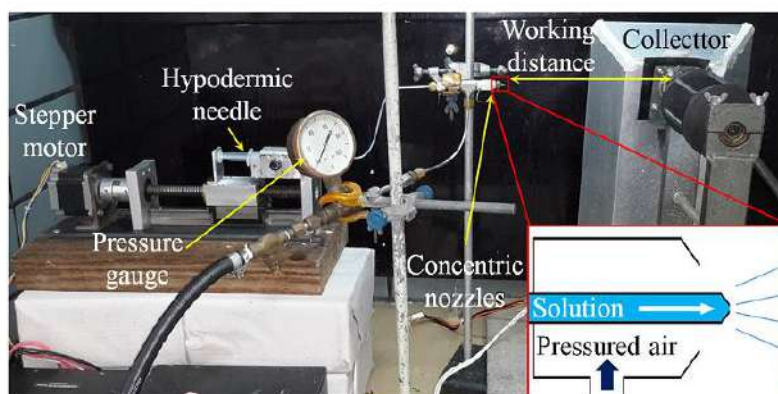 Working
distance
Collecttor
Hypodermic
needle
Stepper
motor
Pressure
gauge
Concentric
nozzles
Solution
Pressured air